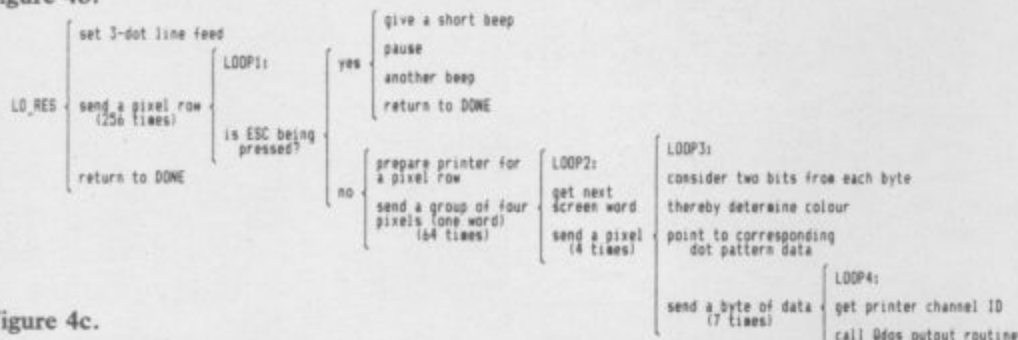 igure 4b.
LO_RES
set 3-dot line feed
send a pixel row
(256 times)
return to DONE
LOOP1:
is ESC being
pressed?
yes
give a short beep
pause
another beep
return to DONE
no
prepare printer for
a pixel row
send a group of four
pixels (one word)
(64 times)
LOOP2:
get next
screen word
send a pixel
(4 times)
LOOP3:
consider two bits from each byte
thereby determine colour
point to corresponding
dot pattern data
send a byte of data
(7 times)
LOOP4:
get printer channel ID
call Qdos putput routine
igure 4c.